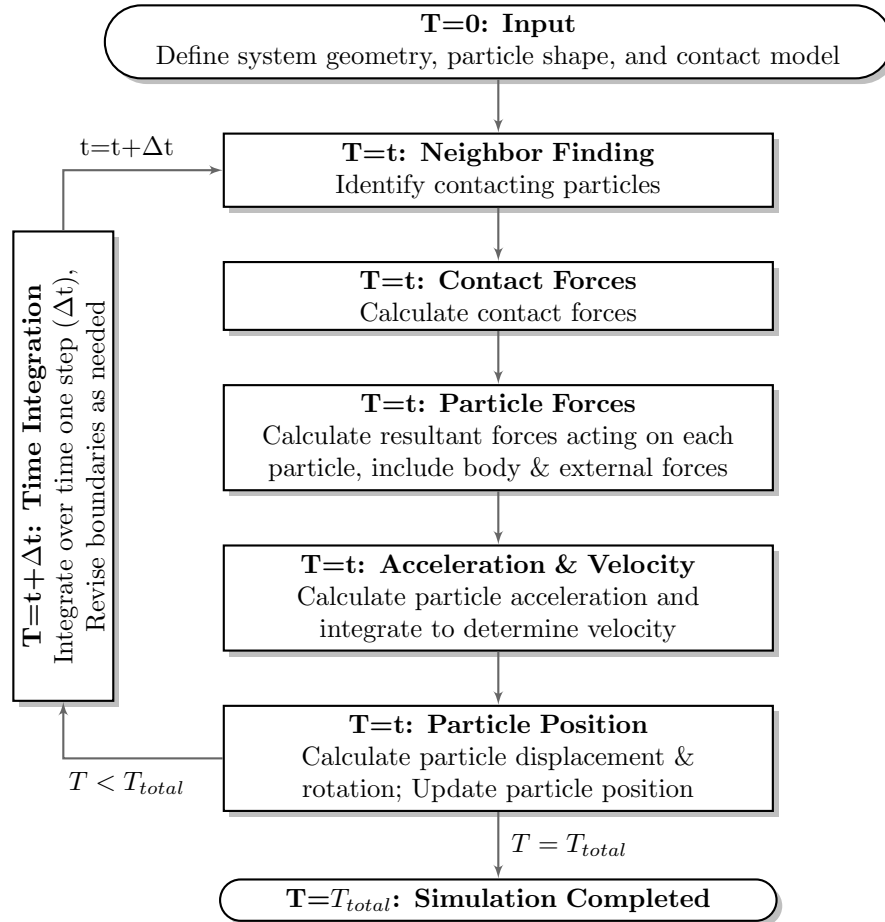 T=0: Input
Define system geometry, particle shape, and contact model
t=t+Δt
T=t: Neighbor Finding
Identify contacting particles
T=t: Contact Forces
Calculate contact forces
T=t: Particle Forces
Calculate resultant forces acting on each
particle, include body & external forces
T=t: Acceleration & Velocity
Calculate particle acceleration and
integrate to determine velocity
T=t: Particle Position
Calculate particle displacement &
rotation; Update particle position
T < T_total
T=t+Δt: Time Integration
Integrate over time one step (Δt),
Revise boundaries as needed
T = T_total
T=T_total: Simulation Completed